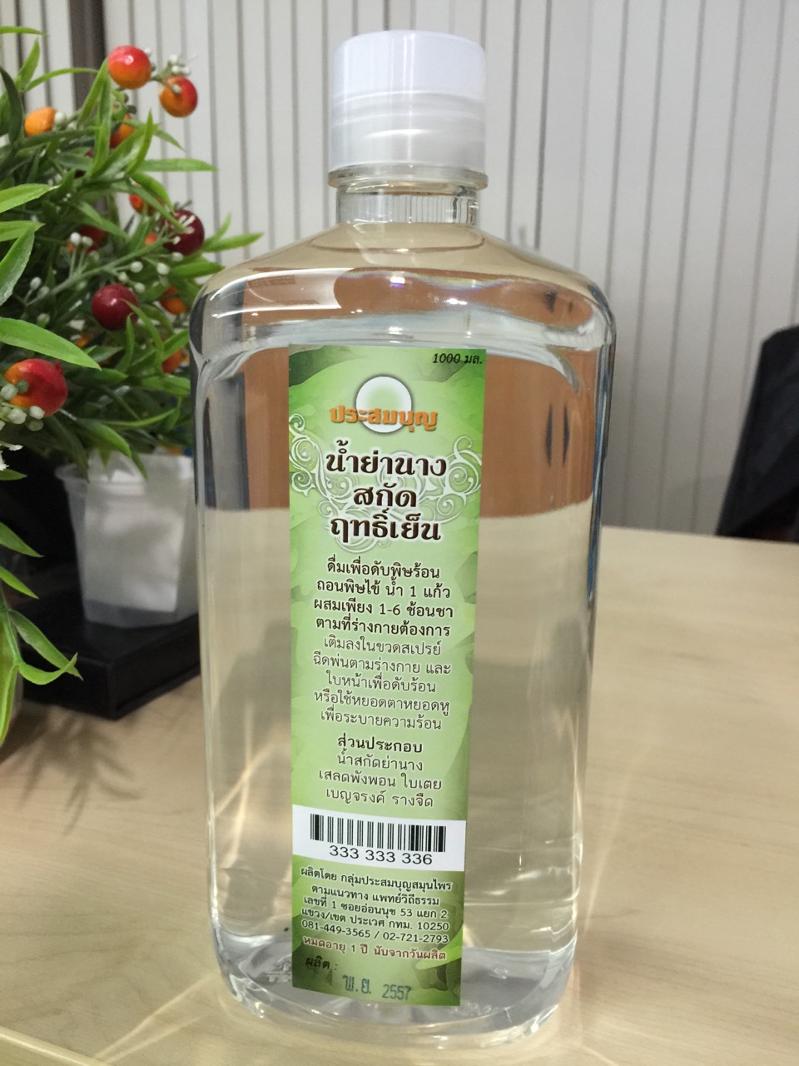 1000 มล.
ประสมบุญ
น้ำย่านาง
สกัด
ฤทธิ์เย็น
ดื่มเพื่อดับพิษร้อน
ถอนพิษไข้ น้ำ 1 แก้ว
ผสมเพียง 1-6 ช้อนชา
ตามที่ร่างกายต้องการ
เติมลงในขวดสเปรย์
ฉีดพ่นตามร่างกาย และ
ใบหน้าเพื่อดับร้อน
หรือใช้หยอดตาหยอดหู
เพื่อระบายความร้อน
ส่วนประกอบ
น้ำสกัดย่านาง
เสลดพังพอน ใบเตย
เบญจรงค์ รางจืด
333 333 336
ผลิตโดย กลุ่มประสมบุญสมุนไพร
ตามแนวทาง แพทย์วิถีธรรม
เลขที่ 1 ซอยอ่อนนุช 53 แยก 2
แขวง/เขต ประเวศ กทม. 10250
081-449-3565 / 02-721-2793
หมดอายุ 1 ปี นับจากวันผลิต
ผลิต :
พ.ย. 2557